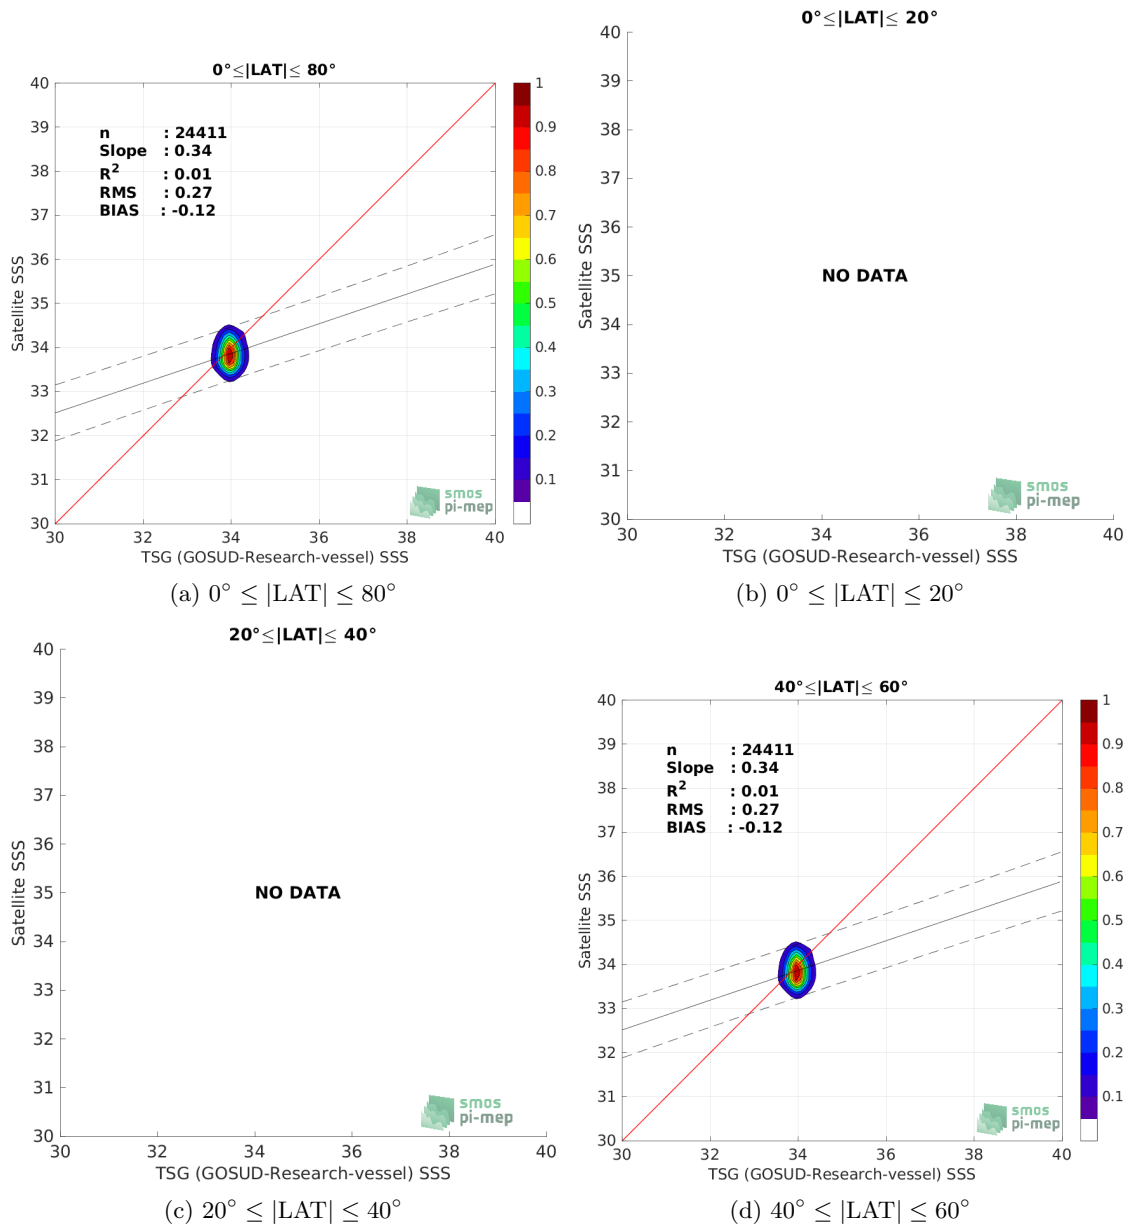 0°≤|LAT|≤ 80°
40
39
38
37
36
35
34
33
32
31
30
Satellite SSS
n : 24411
Slope : 0.34
R² : 0.01
RMS : 0.27
BIAS : -0.12
1
0.9
0.8
0.7
0.6
0.5
0.4
0.3
0.2
0.1
smos
pi-mep
30 32 34 36 38 40
TSG (GOSUD-Research-vessel) SSS
(a) 0° ≤ |LAT| ≤ 80°
0°≤|LAT|≤ 20°
40
39
38
37
36
35
34
33
32
31
30
Satellite SSS
NO DATA
smos
pi-mep
30 32 34 36 38 40
TSG (GOSUD-Research-vessel) SSS
(b) 0° ≤ |LAT| ≤ 20°
20°≤|LAT|≤ 40°
40
39
38
37
36
35
34
33
32
31
30
Satellite SSS
NO DATA
smos
pi-mep
30 32 34 36 38 40
TSG (GOSUD-Research-vessel) SSS
(c) 20° ≤ |LAT| ≤ 40°
40°≤|LAT|≤ 60°
40
39
38
37
36
35
34
33
32
31
30
Satellite SSS
n : 24411
Slope : 0.34
R² : 0.01
RMS : 0.27
BIAS : -0.12
1
0.9
0.8
0.7
0.6
0.5
0.4
0.3
0.2
0.1
smos
pi-mep
30 32 34 36 38 40
TSG (GOSUD-Research-vessel) SSS
(d) 40° ≤ |LAT| ≤ 60°